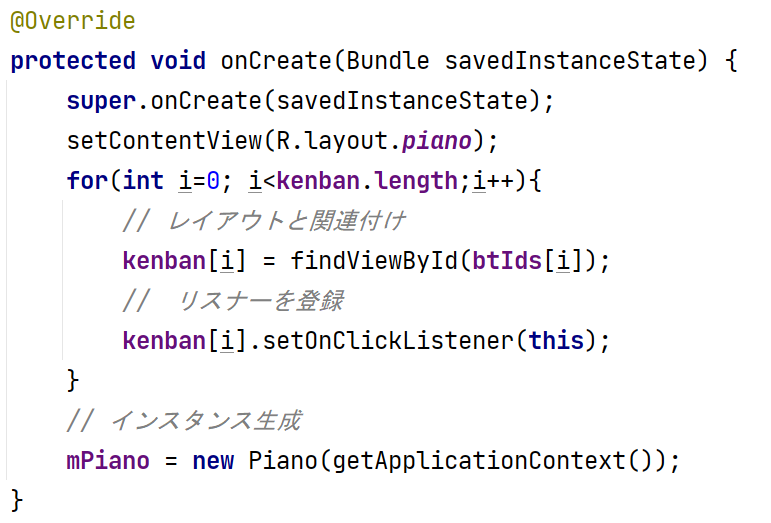 @Override
protected void onCreate(Bundle savedInstanceState) {
super.onCreate(savedInstanceState);
setContentView(R.layout.piano);
for(int i=0; i<kenban.length;i++){
// レイアウトと関連付け
kenban[i] = findViewById(btIds[i]);
//  リスナーを登録
kenban[i].setOnClickListener(this);
}
// インスタンス生成
mPiano = new Piano(getApplicationContext());
}